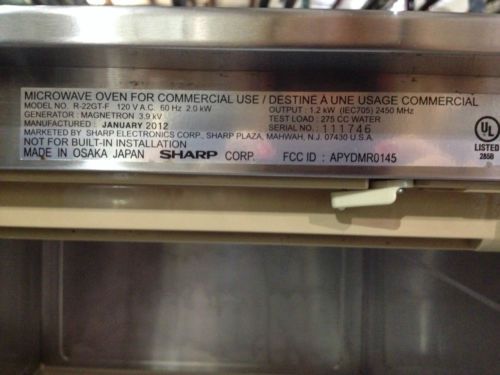 MICROWAVE OVEN FOR COMMERCIAL USE / DESTINÉ À UNE USAGE COMMERCIAL
MODEL NO. R-22GT-F 120 V A.C. 60 Hz 2.0 kW OUTPUT : 1.2 kW (IEC705) 2450 MHz
GENERATOR : MAGNETRON 3.9 kV TEST LOAD : 275 CC WATER
MANUFACTURED : JANUARY 2012 SERIAL NO. 111746
MARKETED BY SHARP ELECTRONICS CORP., SHARP PLAZA, MAHWAH, N.J. 07430 U.S.A.
NOT FOR BUILT-IN INSTALLATION
MADE IN OSAKA JAPAN SHARP CORP. FCC ID : APYDMR0145
UL
LISTED
285B